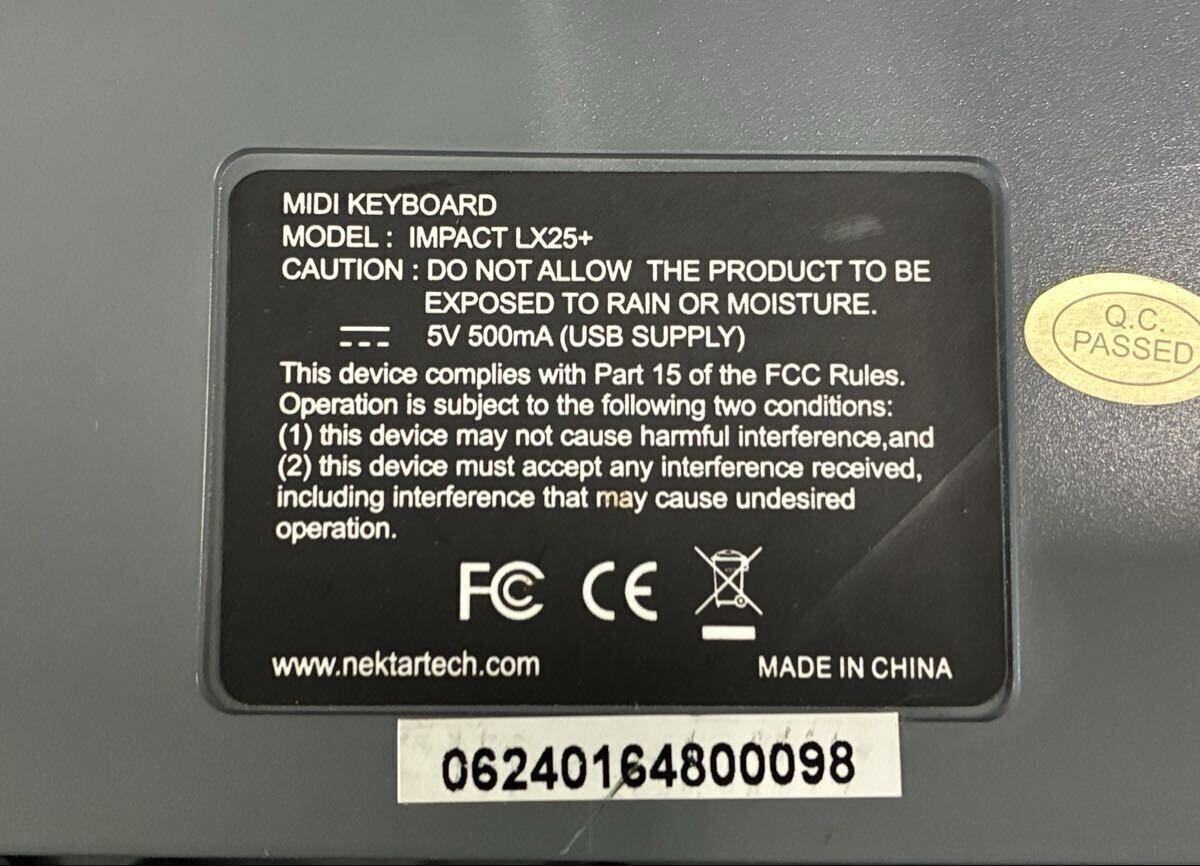 MIDI KEYBOARD
MODEL : IMPACT LX25+
CAUTION : DO NOT ALLOW THE PRODUCT TO BE
EXPOSED TO RAIN OR MOISTURE.
5V 500mA (USB SUPPLY)
This device complies with Part 15 of the FCC Rules.
Operation is subject to the following two conditions:
(1) this device may not cause harmful interference,and
(2) this device must accept any interference received,
including interference that may cause undesired
operation.
FC CE
www.nektartech.com
MADE IN CHINA
06240164800098
Q.C.
PASSED